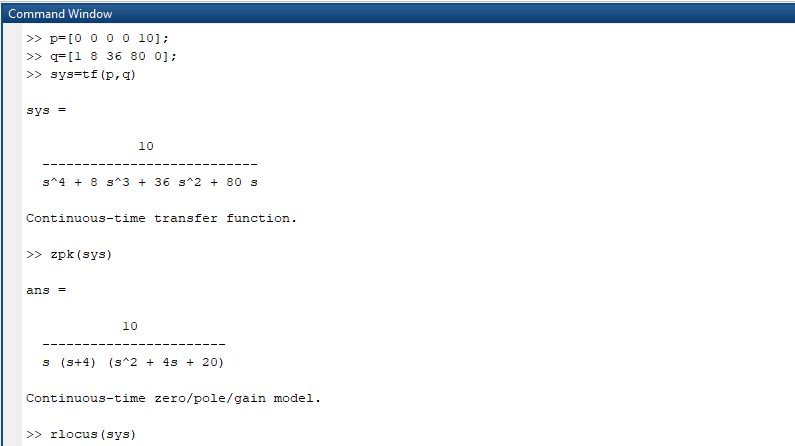 Command Window
>> p=[0 0 0 0 10];
>> q=[1 8 36 80 0];
>> sys=tf(p,q)
sys =
10
---------------------------
s^4 + 8 s^3 + 36 s^2 + 80 s
Continuous-time transfer function.
>> zpk(sys)
ans =
10
-----------------------
s (s+4) (s^2 + 4s + 20)
Continuous-time zero/pole/gain model.
>> rlocus(sys)